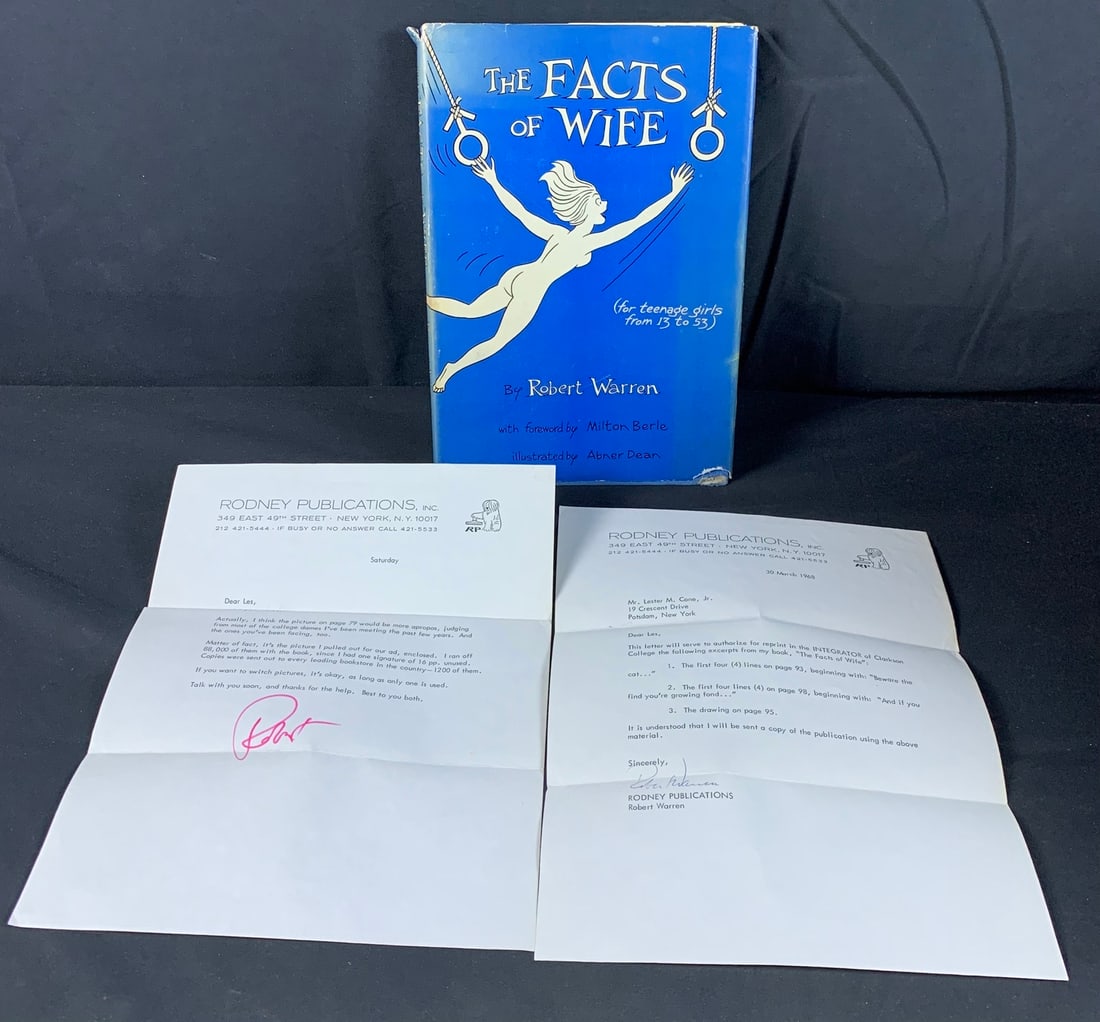 THE FACTS
OF WIFE
(for teenage girls
from 13 to 53)
By Robert Warren
with foreword by Milton Berle
illustrated by Abner Dean
RODNEY PUBLICATIONS, INC.
349 EAST 49TH STREET · NEW YORK, N.Y. 10017
212 421-5444 · IF BUSY OR NO ANSWER CALL 421-5533
RP
Saturday
Dear Les,
Actually, I think the picture on page 79 would be more apropos, judging
from most of the college dames I've been meeting the past few years. And
the ones you've been facing, too.
Matter of fact, it's the picture I pulled out for our ad, enclosed. I ran off
68,000 of them with the book, since I had one signature of 16 pp. unused.
Copies were sent out to every leading bookstore in the country--1200 of them.
If you want to switch pictures, it's okay, as long as only one is used.
Talk with you soon, and thanks for the help. Best to you both.
Robert
RODNEY PUBLICATIONS, INC.
349 EAST 49TH STREET · NEW YORK, N.Y. 10017
212 421-5444 · IF BUSY OR NO ANSWER CALL 421-5533
RP
30 March 1968
Mr. Lester M. Cone, Jr.
19 Crescent Drive
Potsdam, New York
Dear Les,
This letter will serve to authorize for reprint in the INTEGRATOR of Clarkson
College the following excerpts from my book, "The Facts of Wife":
1. The first four (4) lines on page 93, beginning with: "Beware the
cat..."
2. The first four lines (4) on page 98, beginning with: "And if you
find you're growing fond..."
3. The drawing on page 95.
It is understood that I will be sent a copy of the publication using the above
material.
Sincerely,
Robert Warren
RODNEY PUBLICATIONS
Robert Warren